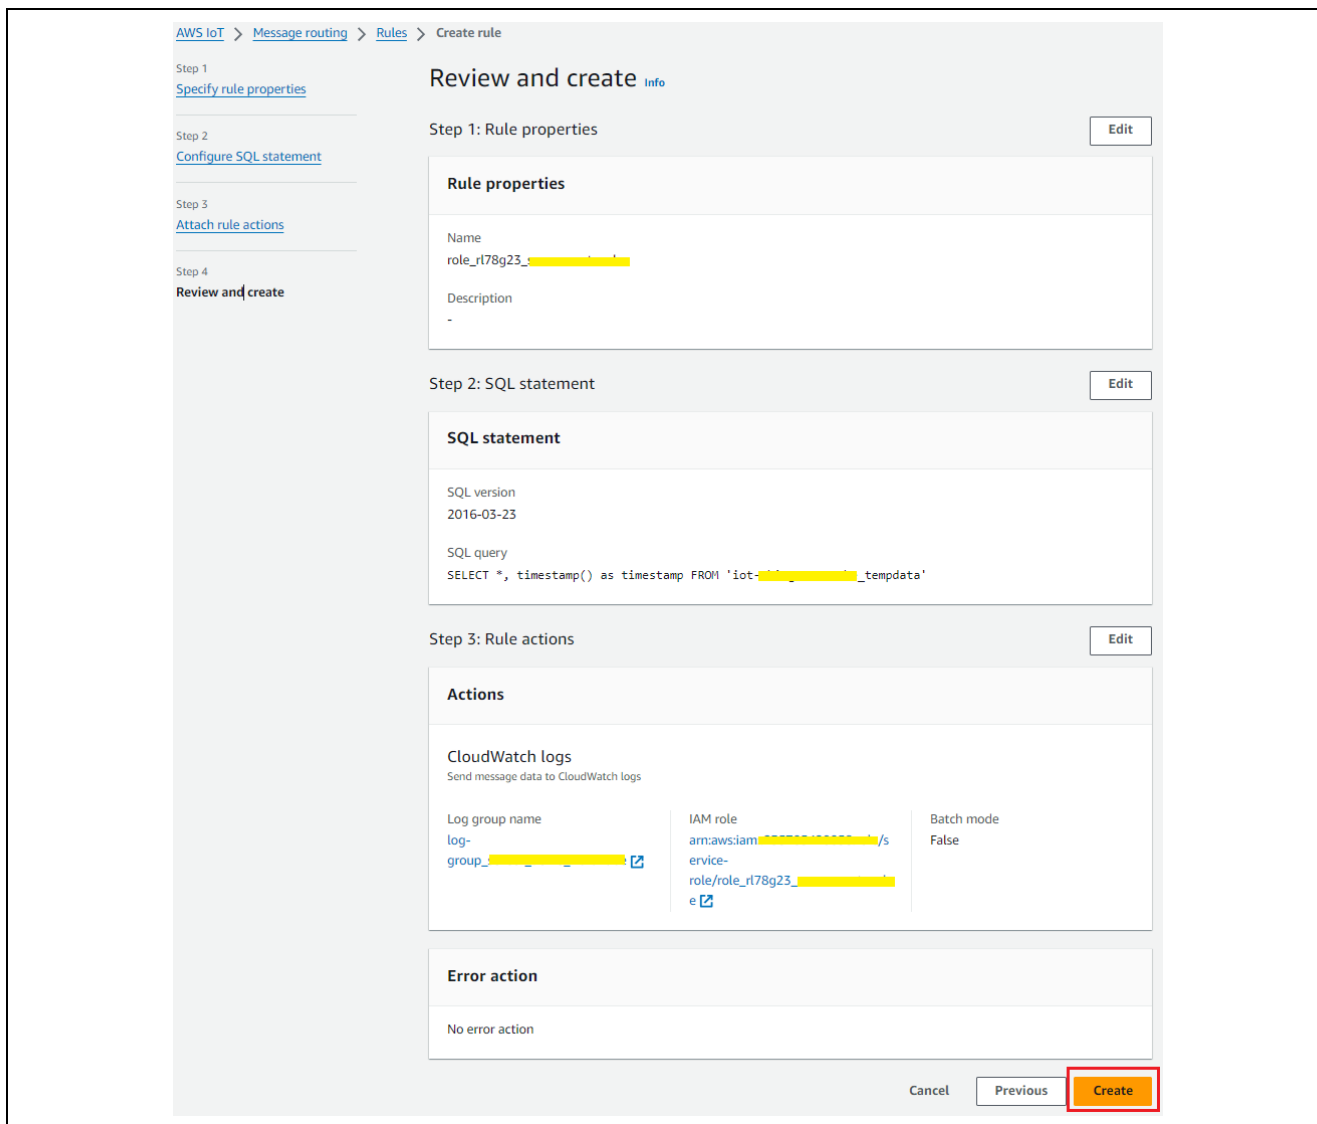 AWS IoT > Message routing > Rules > Create rule
Step 1
Specify rule properties
Step 2
Configure SQL statement
Step 3
Attach rule actions
Step 4
Review and create
Review and create Info
Step 1: Rule properties
Edit
Rule properties
Name
role_rl78g23_
Description
-
Step 2: SQL statement
Edit
SQL statement
SQL version
2016-03-23
SQL query
SELECT *, timestamp() as timestamp FROM 'iot- _tempdata'
Step 3: Rule actions
Edit
Actions
CloudWatch logs
Send message data to CloudWatch logs
Log group name
log-
group_
IAM role
arn:aws:iam: /s
ervice-
role/role_rl78g23_
e
Batch mode
False
Error action
No error action
Cancel
Previous
Create